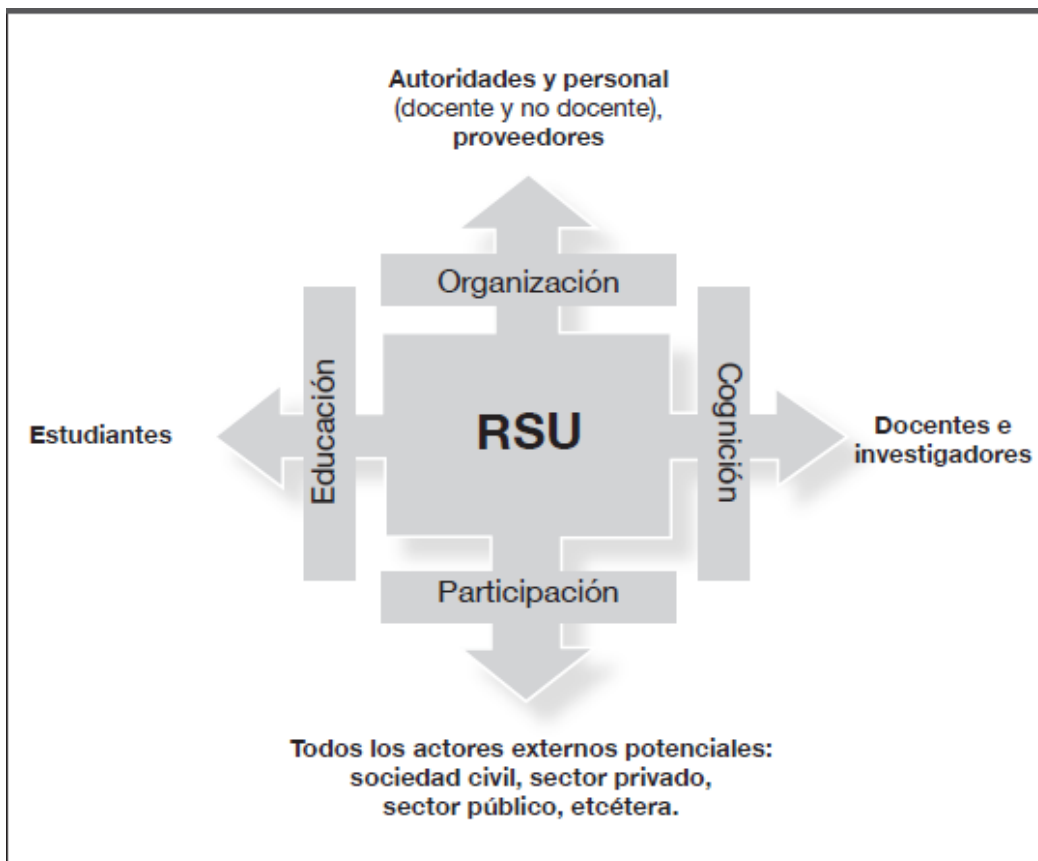 Autoridades y personal
(docente y no docente),
proveedores
Organización
Educación
Cognición
RSU
Estudiantes
Docentes e
investigadores
Participación
Todos los actores externos potenciales:
sociedad civil, sector privado,
sector público, etcétera.